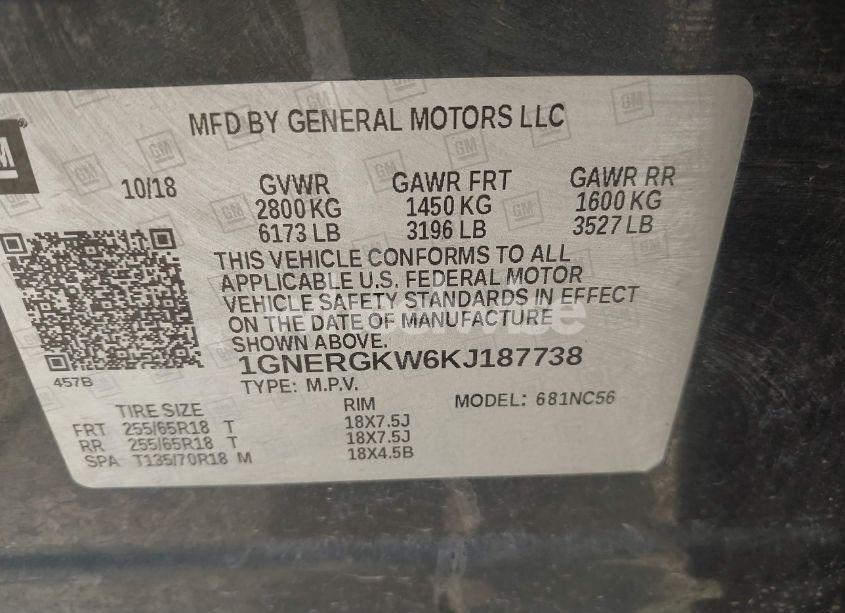 GM
MFD BY GENERAL MOTORS LLC
10/18 GVWR GAWR FRT GAWR RR
2800 KG 1450 KG 1600 KG
6173 LB 3196 LB 3527 LB
THIS VEHICLE CONFORMS TO ALL
APPLICABLE U.S. FEDERAL MOTOR
VEHICLE SAFETY STANDARDS IN EFFECT
ON THE DATE OF MANUFACTURE
SHOWN ABOVE.
1GNERGKW6KJ187738
457B
TYPE: M.P.V.
MODEL: 681NC56
TIRE SIZE RIM
FRT 255/65R18 T 18X7.5J
RR 255/65R18 T 18X7.5J
SPA T135/70R18 M 18X4.5B